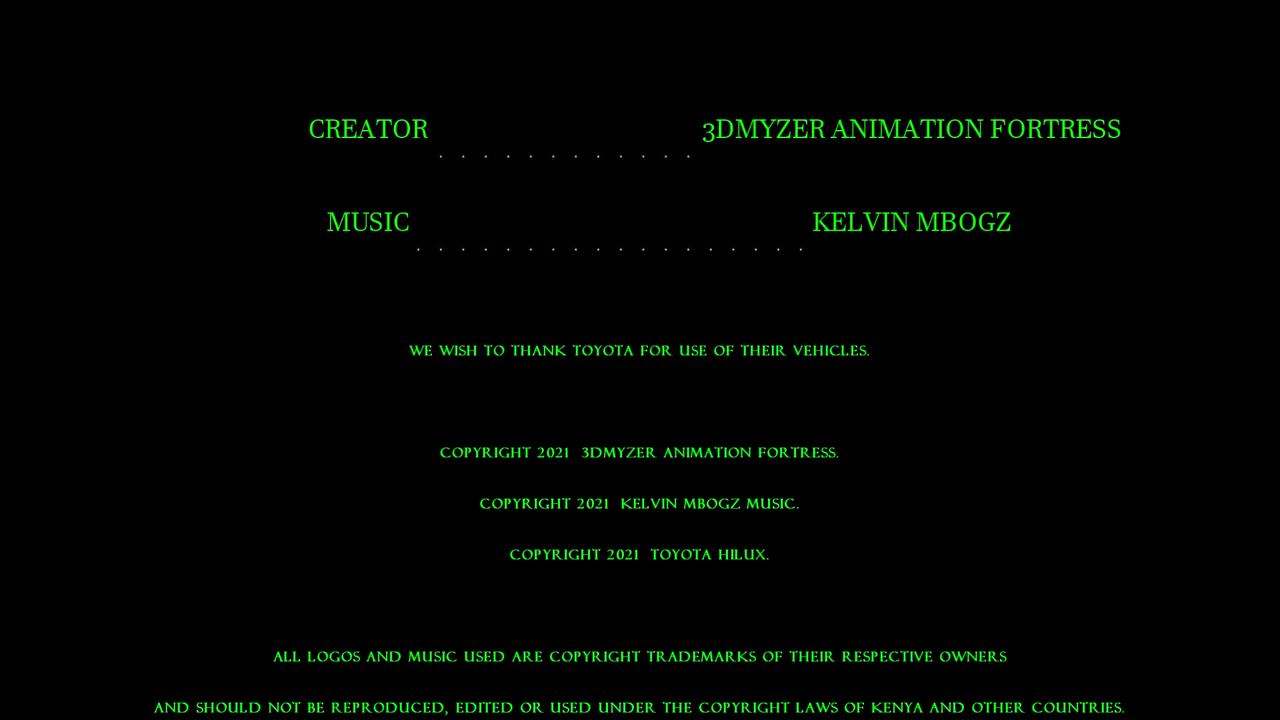 CREATOR . . . . . . . . . . . . 3DMYZER ANIMATION FORTRESS
MUSIC . . . . . . . . . . . . . . . . . . KELVIN MBOGZ
WE WISH TO THANK TOYOTA FOR USE OF THEIR VEHICLES.
COPYRIGHT 2021 3DMYZER ANIMATION FORTRESS.
COPYRIGHT 2021 KELVIN MBOGZ MUSIC.
COPYRIGHT 2021 TOYOTA HILUX.
ALL LOGOS AND MUSIC USED ARE COPYRIGHT TRADEMARKS OF THEIR RESPECTIVE OWNERS
AND SHOULD NOT BE REPRODUCED, EDITED OR USED UNDER THE COPYRIGHT LAWS OF KENYA AND OTHER COUNTRIES.